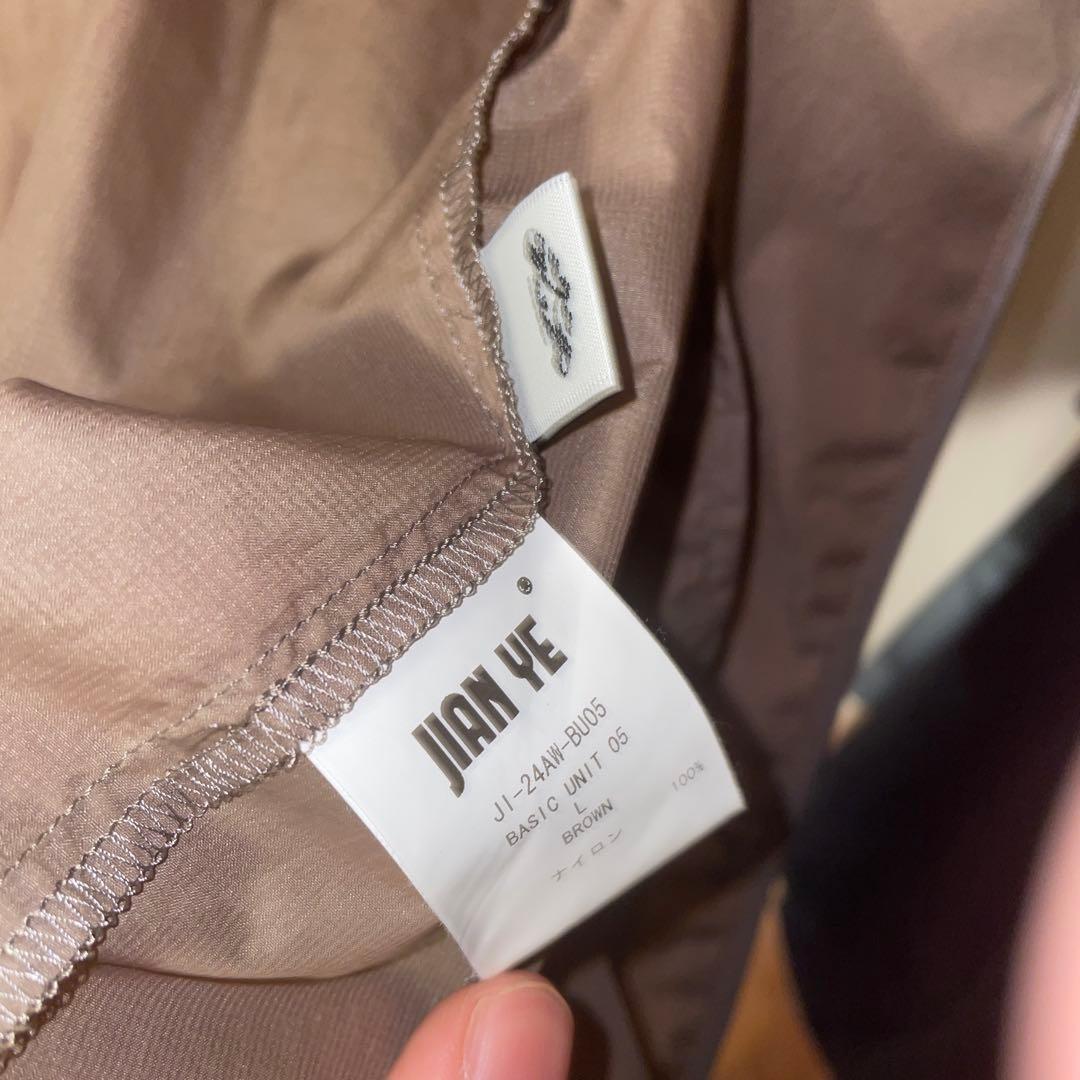 JIAN YE
JI-24AW-BU05
BASIC UNIT 05
L
BROWN
ナイロン 100%